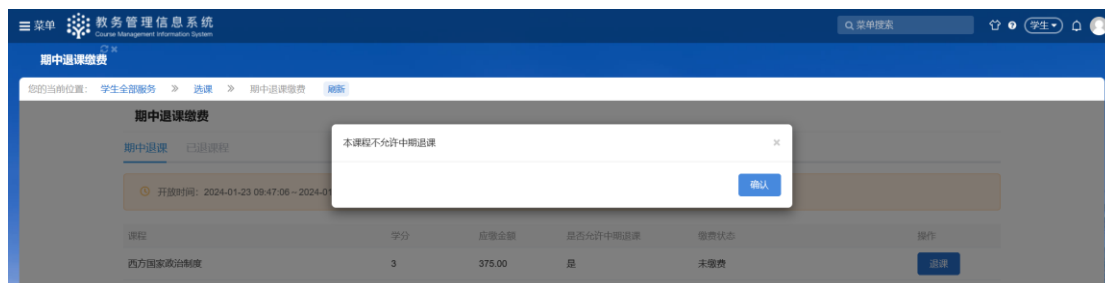 菜单 教务管理信息系统 菜单搜索 学生
Course Management Information System
期中退课缴费
您的当前位置: 学生全部服务 》 选课 》 期中退课缴费 刷新
期中退课缴费
本课程不允许中期退课 ×
期中退课 已退课程
确认
开放时间: 2024-01-23 09:47:06 ~ 2024-01
课程 学分 应缴金额 是否允许中期退课 缴费状态 操作
西方国家政治制度 3 375.00 是 未缴费 退课